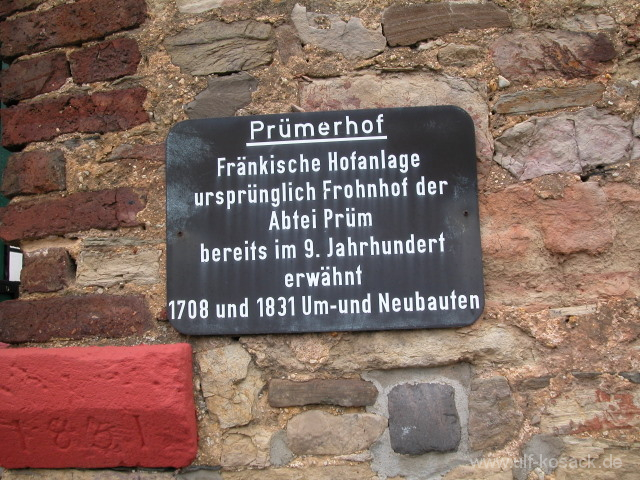 Prümerhof
Fränkische Hofanlage
ursprünglich Frohnhof der
Abtei Prüm
bereits im 9. Jahrhundert
erwähnt
1708 und 1831 Um-und Neubauten
www.ulf-kosack.de